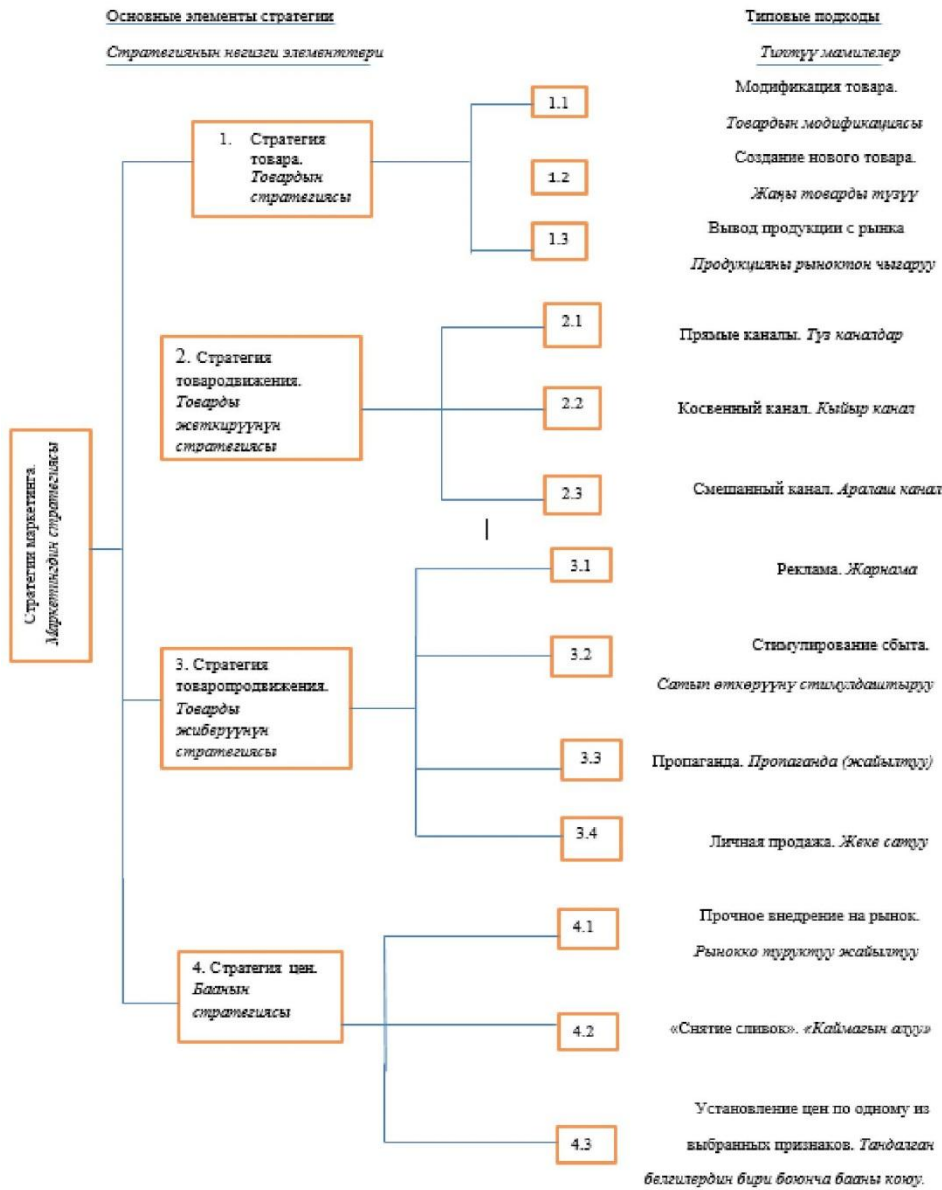 Основные элементы стратегии
Стратегиянын негизги элементтери
Типовые подходы
Типтүү мамилелер
Стратегии маркетинга.
Маркетингдин стратегиясы
1. Стратегия
товара.
Товардын
стратегиясы
1.1
Модификация товара.
Товардын модификациясы
1.2
Создание нового товара.
Жаңы товарды түзүү
1.3
Вывод продукции с рынка
Продукцияны рыноктон чыгаруу
2. Стратегия
товародвижения.
Товарды
жеткирүүнүн
стратегиясы
2.1
Прямые каналы. Түз каналдар
2.2
Косвенный канал. Кыйыр канал
2.3
Смешанный канал. Аралаш канал
3. Стратегия
товаропродвижения.
Товарды
жиберүүнүн
стратегиясы
3.1
Реклама. Жарнама
3.2
Стимулирование сбыта.
Сатып өткөрүүнү стимулдаштыруу
3.3
Пропаганда. Пропаганда (жайылтуу)
3.4
Личная продажа. Жеке сатуу
4. Стратегия цен.
Баанын
стратегиясы
4.1
Прочное внедрение на рынок.
Рынокко туруктуу жайылтуу
4.2
«Снятие сливок». «Каймагын алуу»
4.3
Установление цен по одному из
выбранных признаков. Тандалган
белгилердин бири боюнча бааны коюу.